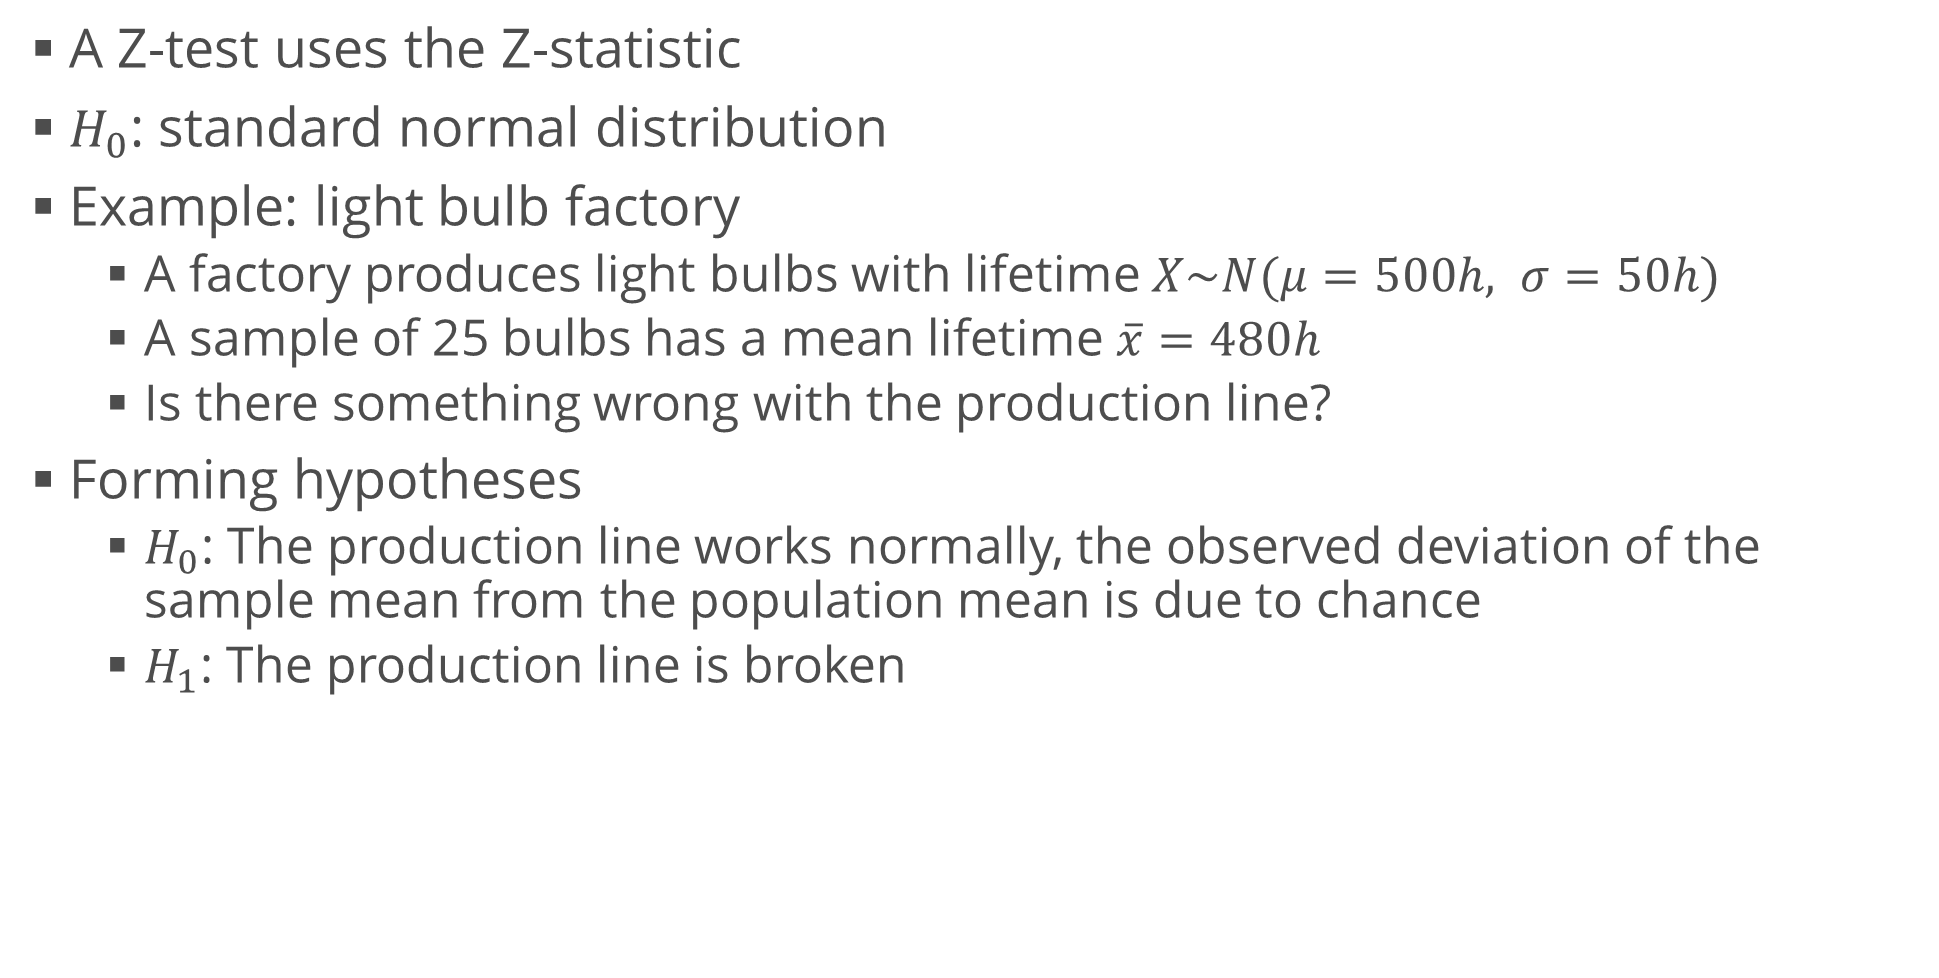 ▪ A Z-test uses the Z-statistic
▪ H₀: standard normal distribution
▪ Example: light bulb factory
▪ A factory produces light bulbs with lifetime X~N(μ = 500h, σ = 50h)
▪ A sample of 25 bulbs has a mean lifetime x̄ = 480h
▪ Is there something wrong with the production line?
▪ Forming hypotheses
▪ H₀: The production line works normally, the observed deviation of the
sample mean from the population mean is due to chance
▪ H₁: The production line is broken